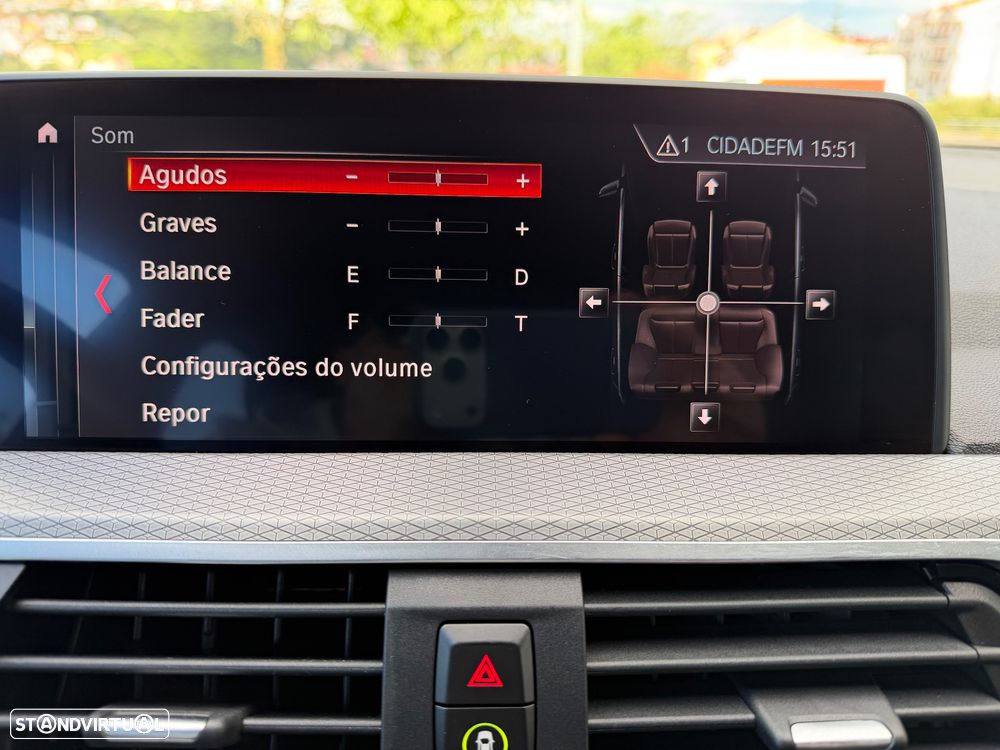 Som
1 CIDADEFM 15:51
Agudos - +
Graves - +
Balance E D
Fader F T
Configurações do volume
Repor
STANDVIRTUAL